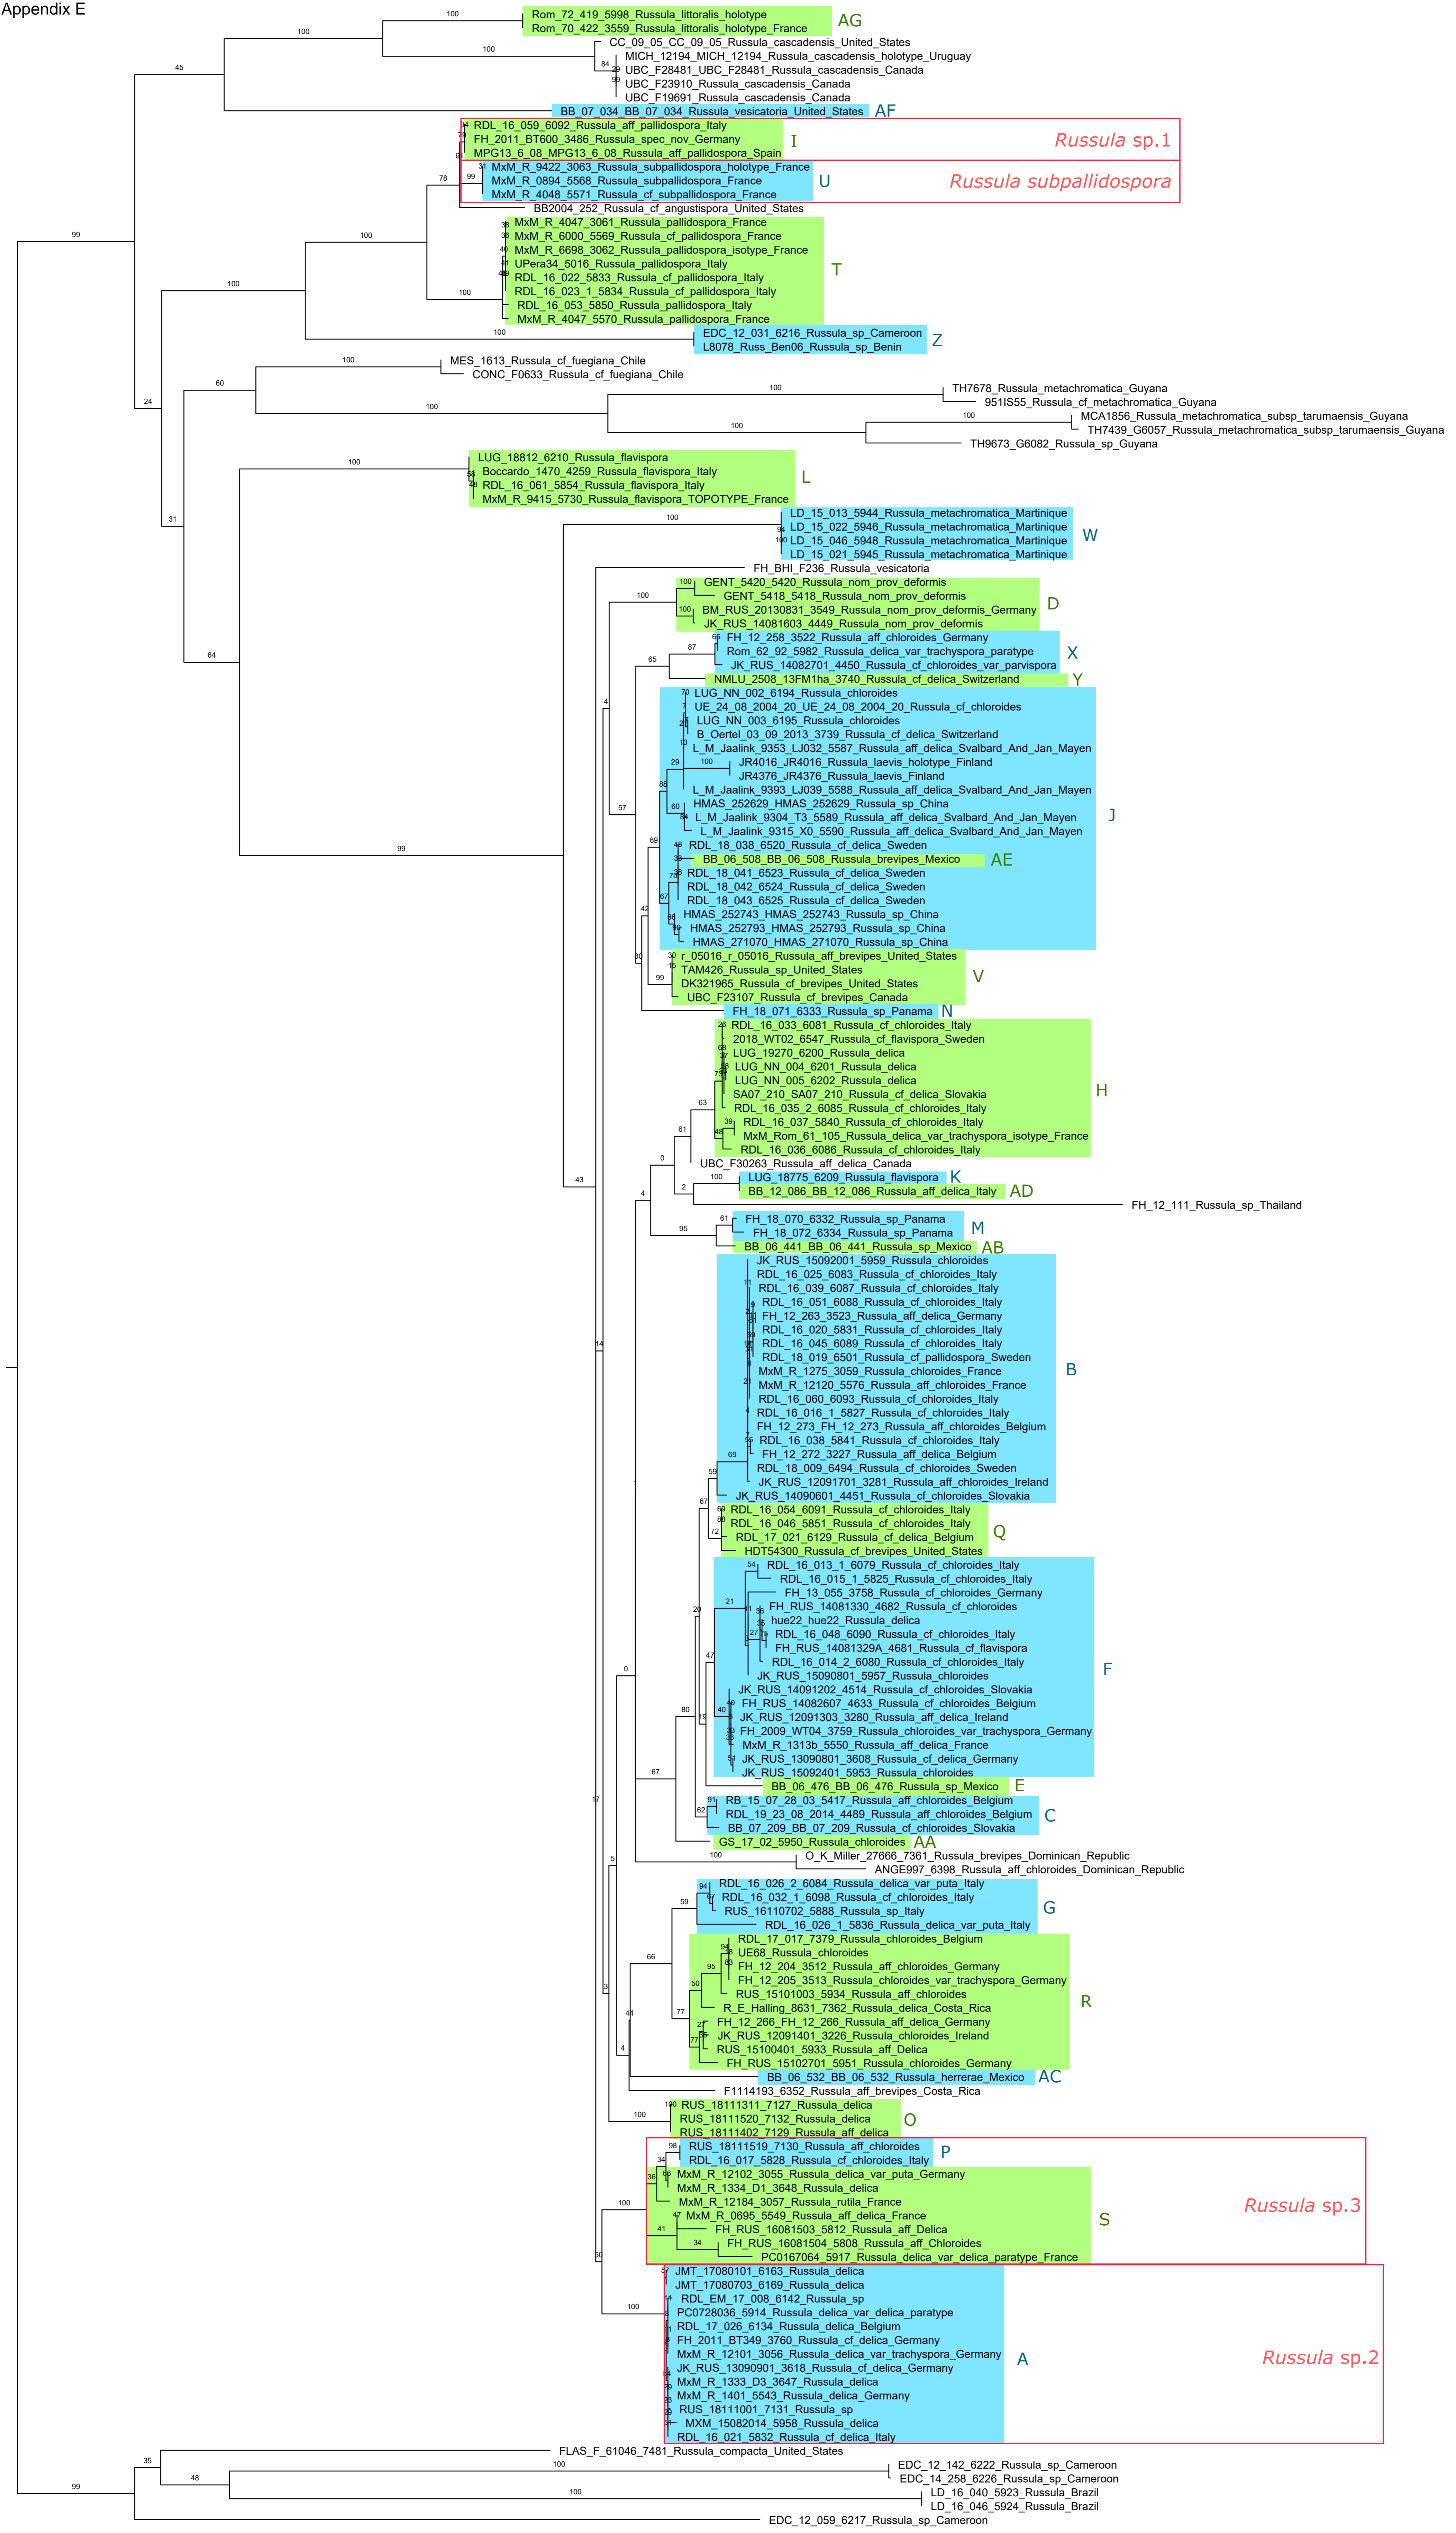 Appendix E
Rom_72_419_5998_Russula_littoralis_holotype
Rom_70_422_3559_Russula_littoralis_holotype_France
AG
CC_09_05_CC_09_05_Russula_cascadensis_United_States
MICH_12194_MICH_12194_Russula_cascadensis_holotype_Uruguay
UBC_F28481_UBC_F28481_Russula_cascadensis_Canada
UBC_F23910_Russula_cascadensis_Canada
UBC_F19691_Russula_cascadensis_Canada
BB_07_034_BB_07_034_Russula_vesicatoria_United_States AF
RDL_16_059_6092_Russula_aff_pallidospora_Italy
FH_2011_BT600_3486_Russula_spec_nov_Germany
MPG13_6_08_MPG13_6_08_Russula_aff_pallidospora_Spain
I
Russula sp.1
MxM_R_9422_3063_Russula_subpallidospora_holotype_France
MxM_R_0894_5568_Russula_subpallidospora_France
MxM_R_4048_5571_Russula_cf_subpallidospora_France
U
Russula subpallidospora
BB2004_252_Russula_cf_angustispora_United_States
MxM_R_4047_3061_Russula_pallidospora_France
MxM_R_6000_5569_Russula_cf_pallidospora_France
MxM_R_6698_3062_Russula_pallidospora_isotype_France
UPera34_5016_Russula_pallidospora_Italy
RDL_16_022_5833_Russula_cf_pallidospora_Italy
RDL_16_023_1_5834_Russula_cf_pallidospora_Italy
RDL_16_053_5850_Russula_pallidospora_Italy
MxM_R_4047_5570_Russula_pallidospora_France
T
EDC_12_031_6216_Russula_sp_Cameroon
L8078_Russ_Ben06_Russula_sp_Benin
Z
MES_1613_Russula_cf_fuegiana_Chile
CONC_F0633_Russula_cf_fuegiana_Chile
TH7678_Russula_metachromatica_Guyana
951IS55_Russula_cf_metachromatica_Guyana
MCA1856_Russula_metachromatica_subsp_tarumaensis_Guyana
TH7439_G6057_Russula_metachromatica_subsp_tarumaensis_Guyana
TH9673_G6082_Russula_sp_Guyana
LUG_18812_6210_Russula_flavispora
Boccardo_1470_4259_Russula_flavispora_Italy
RDL_16_061_5854_Russula_flavispora_Italy
MxM_R_9415_5730_Russula_flavispora_TOPOTYPE_France
L
LD_15_013_5944_Russula_metachromatica_Martinique
LD_15_022_5946_Russula_metachromatica_Martinique
LD_15_046_5948_Russula_metachromatica_Martinique
LD_15_021_5945_Russula_metachromatica_Martinique
W
FH_BHI_F236_Russula_vesicatoria
GENT_5420_5420_Russula_nom_prov_deformis
GENT_5418_5418_Russula_nom_prov_deformis
BM_RUS_20130831_3549_Russula_nom_prov_deformis_Germany
JK_RUS_14081603_4449_Russula_nom_prov_deformis
D
FH_12_258_3522_Russula_aff_chloroides_Germany
Rom_62_92_5982_Russula_delica_var_trachyspora_paratype
JK_RUS_14082701_4450_Russula_cf_chloroides_var_parvispora
X
NMLU_2508_13FM1ha_3740_Russula_cf_delica_Switzerland Y
LUG_NN_002_6194_Russula_chloroides
UE_24_08_2004_20_UE_24_08_2004_20_Russula_cf_chloroides
LUG_NN_003_6195_Russula_chloroides
B_Oertel_03_09_2013_3739_Russula_cf_delica_Switzerland
L_M_Jaalink_9353_LJ032_5587_Russula_aff_delica_Svalbard_And_Jan_Mayen
JR4016_JR4016_Russula_laevis_holotype_Finland
JR4376_JR4376_Russula_laevis_Finland
L_M_Jaalink_9393_LJ039_5588_Russula_aff_delica_Svalbard_And_Jan_Mayen
HMAS_252629_HMAS_252629_Russula_sp_China
L_M_Jaalink_9304_T3_5589_Russula_aff_delica_Svalbard_And_Jan_Mayen
L_M_Jaalink_9315_X0_5590_Russula_aff_delica_Svalbard_And_Jan_Mayen
J
RDL_18_038_6520_Russula_cf_delica_Sweden
BB_06_508_BB_06_508_Russula_brevipes_Mexico AE
RDL_18_041_6523_Russula_cf_delica_Sweden
RDL_18_042_6524_Russula_cf_delica_Sweden
RDL_18_043_6525_Russula_cf_delica_Sweden
HMAS_252743_HMAS_252743_Russula_sp_China
HMAS_252793_HMAS_252793_Russula_sp_China
HMAS_271070_HMAS_271070_Russula_sp_China
r_05016_r_05016_Russula_aff_brevipes_United_States
TAM426_Russula_sp_United_States
DK321965_Russula_cf_brevipes_United_States
UBC_F23107_Russula_cf_brevipes_Canada
V
FH_18_071_6333_Russula_sp_Panama N
RDL_16_033_6081_Russula_cf_chloroides_Italy
2018_WT02_6547_Russula_cf_flavispora_Sweden
LUG_19270_6200_Russula_delica
LUG_NN_004_6201_Russula_delica
LUG_NN_005_6202_Russula_delica
SA07_210_SA07_210_Russula_cf_delica_Slovakia
RDL_16_035_2_6085_Russula_cf_chloroides_Italy
RDL_16_037_5840_Russula_cf_chloroides_Italy
MxM_Rom_61_105_Russula_delica_var_trachyspora_isotype_France
RDL_16_036_6086_Russula_cf_chloroides_Italy
H
UBC_F30263_Russula_aff_delica_Canada
LUG_18775_6209_Russula_flavispora K
BB_12_086_BB_12_086_Russula_aff_delica_Italy AD
FH_12_111_Russula_sp_Thailand
FH_18_070_6332_Russula_sp_Panama
FH_18_072_6334_Russula_sp_Panama
M
BB_06_441_BB_06_441_Russula_sp_Mexico AB
JK_RUS_15092001_5959_Russula_chloroides
RDL_16_025_6083_Russula_cf_chloroides_Italy
RDL_16_039_6087_Russula_cf_chloroides_Italy
RDL_16_051_6088_Russula_cf_chloroides_Italy
FH_12_263_3523_Russula_aff_delica_Germany
RDL_16_020_5831_Russula_cf_chloroides_Italy
RDL_16_045_6089_Russula_cf_chloroides_Italy
RDL_18_019_6501_Russula_cf_pallidospora_Sweden
MxM_R_1275_3059_Russula_chloroides_France
MxM_R_12120_5576_Russula_aff_chloroides_France
RDL_16_060_6093_Russula_cf_chloroides_Italy
RDL_16_016_1_5827_Russula_cf_chloroides_Italy
FH_12_273_FH_12_273_Russula_aff_chloroides_Belgium
RDL_16_038_5841_Russula_cf_chloroides_Italy
FH_12_272_3227_Russula_aff_delica_Belgium
RDL_18_009_6494_Russula_cf_chloroides_Sweden
JK_RUS_12091701_3281_Russula_aff_chloroides_Ireland
JK_RUS_14090601_4451_Russula_cf_chloroides_Slovakia
B
RDL_16_054_6091_Russula_cf_chloroides_Italy
RDL_16_046_5851_Russula_cf_chloroides_Italy
RDL_17_021_6129_Russula_cf_delica_Belgium
HDT54300_Russula_cf_brevipes_United_States
Q
RDL_16_013_1_6079_Russula_cf_chloroides_Italy
RDL_16_015_1_5825_Russula_cf_chloroides_Italy
FH_13_055_3758_Russula_cf_chloroides_Germany
FH_RUS_14081330_4682_Russula_cf_chloroides
hue22_hue22_Russula_delica
RDL_16_048_6090_Russula_cf_chloroides_Italy
FH_RUS_14081329A_4681_Russula_cf_flavispora
RDL_16_014_2_6080_Russula_cf_chloroides_Italy
JK_RUS_15090801_5957_Russula_chloroides
JK_RUS_14091202_4514_Russula_cf_chloroides_Slovakia
FH_RUS_14082607_4633_Russula_cf_chloroides_Belgium
JK_RUS_12091303_3280_Russula_aff_delica_Ireland
FH_2009_WT04_3759_Russula_chloroides_var_trachyspora_Germany
MxM_R_1313b_5550_Russula_aff_delica_France
JK_RUS_13090801_3608_Russula_cf_delica_Germany
JK_RUS_15092401_5953_Russula_chloroides
F
BB_06_476_BB_06_476_Russula_sp_Mexico E
RB_15_07_28_03_5417_Russula_aff_chloroides_Belgium
RDL_19_23_08_2014_4489_Russula_aff_chloroides_Belgium
BB_07_209_BB_07_209_Russula_cf_chloroides_Slovakia
C
GS_17_02_5950_Russula_chloroides AA
O_K_Miller_27666_7361_Russula_brevipes_Dominican_Republic
ANGE997_6398_Russula_aff_chloroides_Dominican_Republic
RDL_16_026_2_6084_Russula_delica_var_puta_Italy
RDL_16_032_1_6098_Russula_cf_chloroides_Italy
RUS_16110702_5888_Russula_sp_Italy
RDL_16_026_1_5836_Russula_delica_var_puta_Italy
G
RDL_17_017_7379_Russula_chloroides_Belgium
UE68_Russula_chloroides
FH_12_204_3512_Russula_aff_chloroides_Germany
FH_12_205_3513_Russula_chloroides_var_trachyspora_Germany
RUS_15101003_5934_Russula_aff_chloroides
R_E_Halling_8631_7362_Russula_delica_Costa_Rica
FH_12_266_FH_12_266_Russula_aff_delica_Germany
JK_RUS_12091401_3226_Russula_chloroides_Ireland
RUS_15100401_5933_Russula_aff_Delica
FH_RUS_15102701_5951_Russula_chloroides_Germany
R
BB_06_532_BB_06_532_Russula_herrerae_Mexico AC
F1114193_6352_Russula_aff_brevipes_Costa_Rica
RUS_18111311_7127_Russula_delica
RUS_18111520_7132_Russula_delica
RUS_18111402_7129_Russula_aff_delica
O
RUS_18111519_7130_Russula_aff_chloroides
RDL_16_017_5828_Russula_cf_chloroides_Italy
P
MxM_R_12102_3055_Russula_delica_var_puta_Germany
MxM_R_1334_D1_3648_Russula_delica
MxM_R_12184_3057_Russula_rutila_France
MxM_R_0695_5549_Russula_aff_delica_France
FH_RUS_16081503_5812_Russula_aff_Delica
FH_RUS_16081504_5808_Russula_aff_Chloroides
PC0167064_5917_Russula_delica_var_delica_paratype_France
S
Russula sp.3
JMT_17080101_6163_Russula_delica
JMT_17080703_6169_Russula_delica
RDL_EM_17_008_6142_Russula_sp
PC0728036_5914_Russula_delica_var_delica_paratype
RDL_17_026_6134_Russula_delica_Belgium
FH_2011_BT349_3760_Russula_cf_delica_Germany
MxM_R_12101_3056_Russula_delica_var_trachyspora_Germany
JK_RUS_13090901_3618_Russula_cf_delica_Germany
MxM_R_1333_D3_3647_Russula_delica
MxM_R_1401_5543_Russula_delica_Germany
RUS_18111001_7131_Russula_sp
MXM_15082014_5958_Russula_delica
RDL_16_021_5832_Russula_cf_delica_Italy
A
Russula sp.2
FLAS_F_61046_7481_Russula_compacta_United_States
EDC_12_142_6222_Russula_sp_Cameroon
EDC_14_258_6226_Russula_sp_Cameroon
LD_16_040_5923_Russula_Brazil
LD_16_046_5924_Russula_Brazil
EDC_12_059_6217_Russula_sp_Cameroon